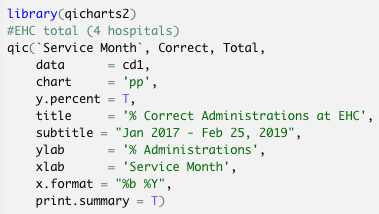 library(qicharts2)
#EHC total (4 hospitals)
qic(`Service Month`, Correct, Total,
    data      = cd1,
    chart     = 'pp',
    y.percent = T,
    title     = '% Correct Administrations at EHC',
    subtitle = "Jan 2017 - Feb 25, 2019",
    ylab      = '% Administrations',
    xlab      = 'Service Month',
    x.format = "%b %Y",
    print.summary = T)